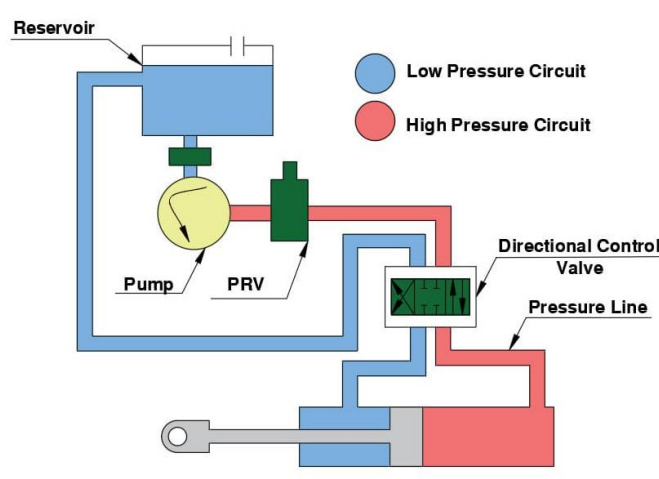 Reservoir
Low Pressure Circuit
High Pressure Circuit
Directional Control
Valve
Pump
PRV
Pressure Line